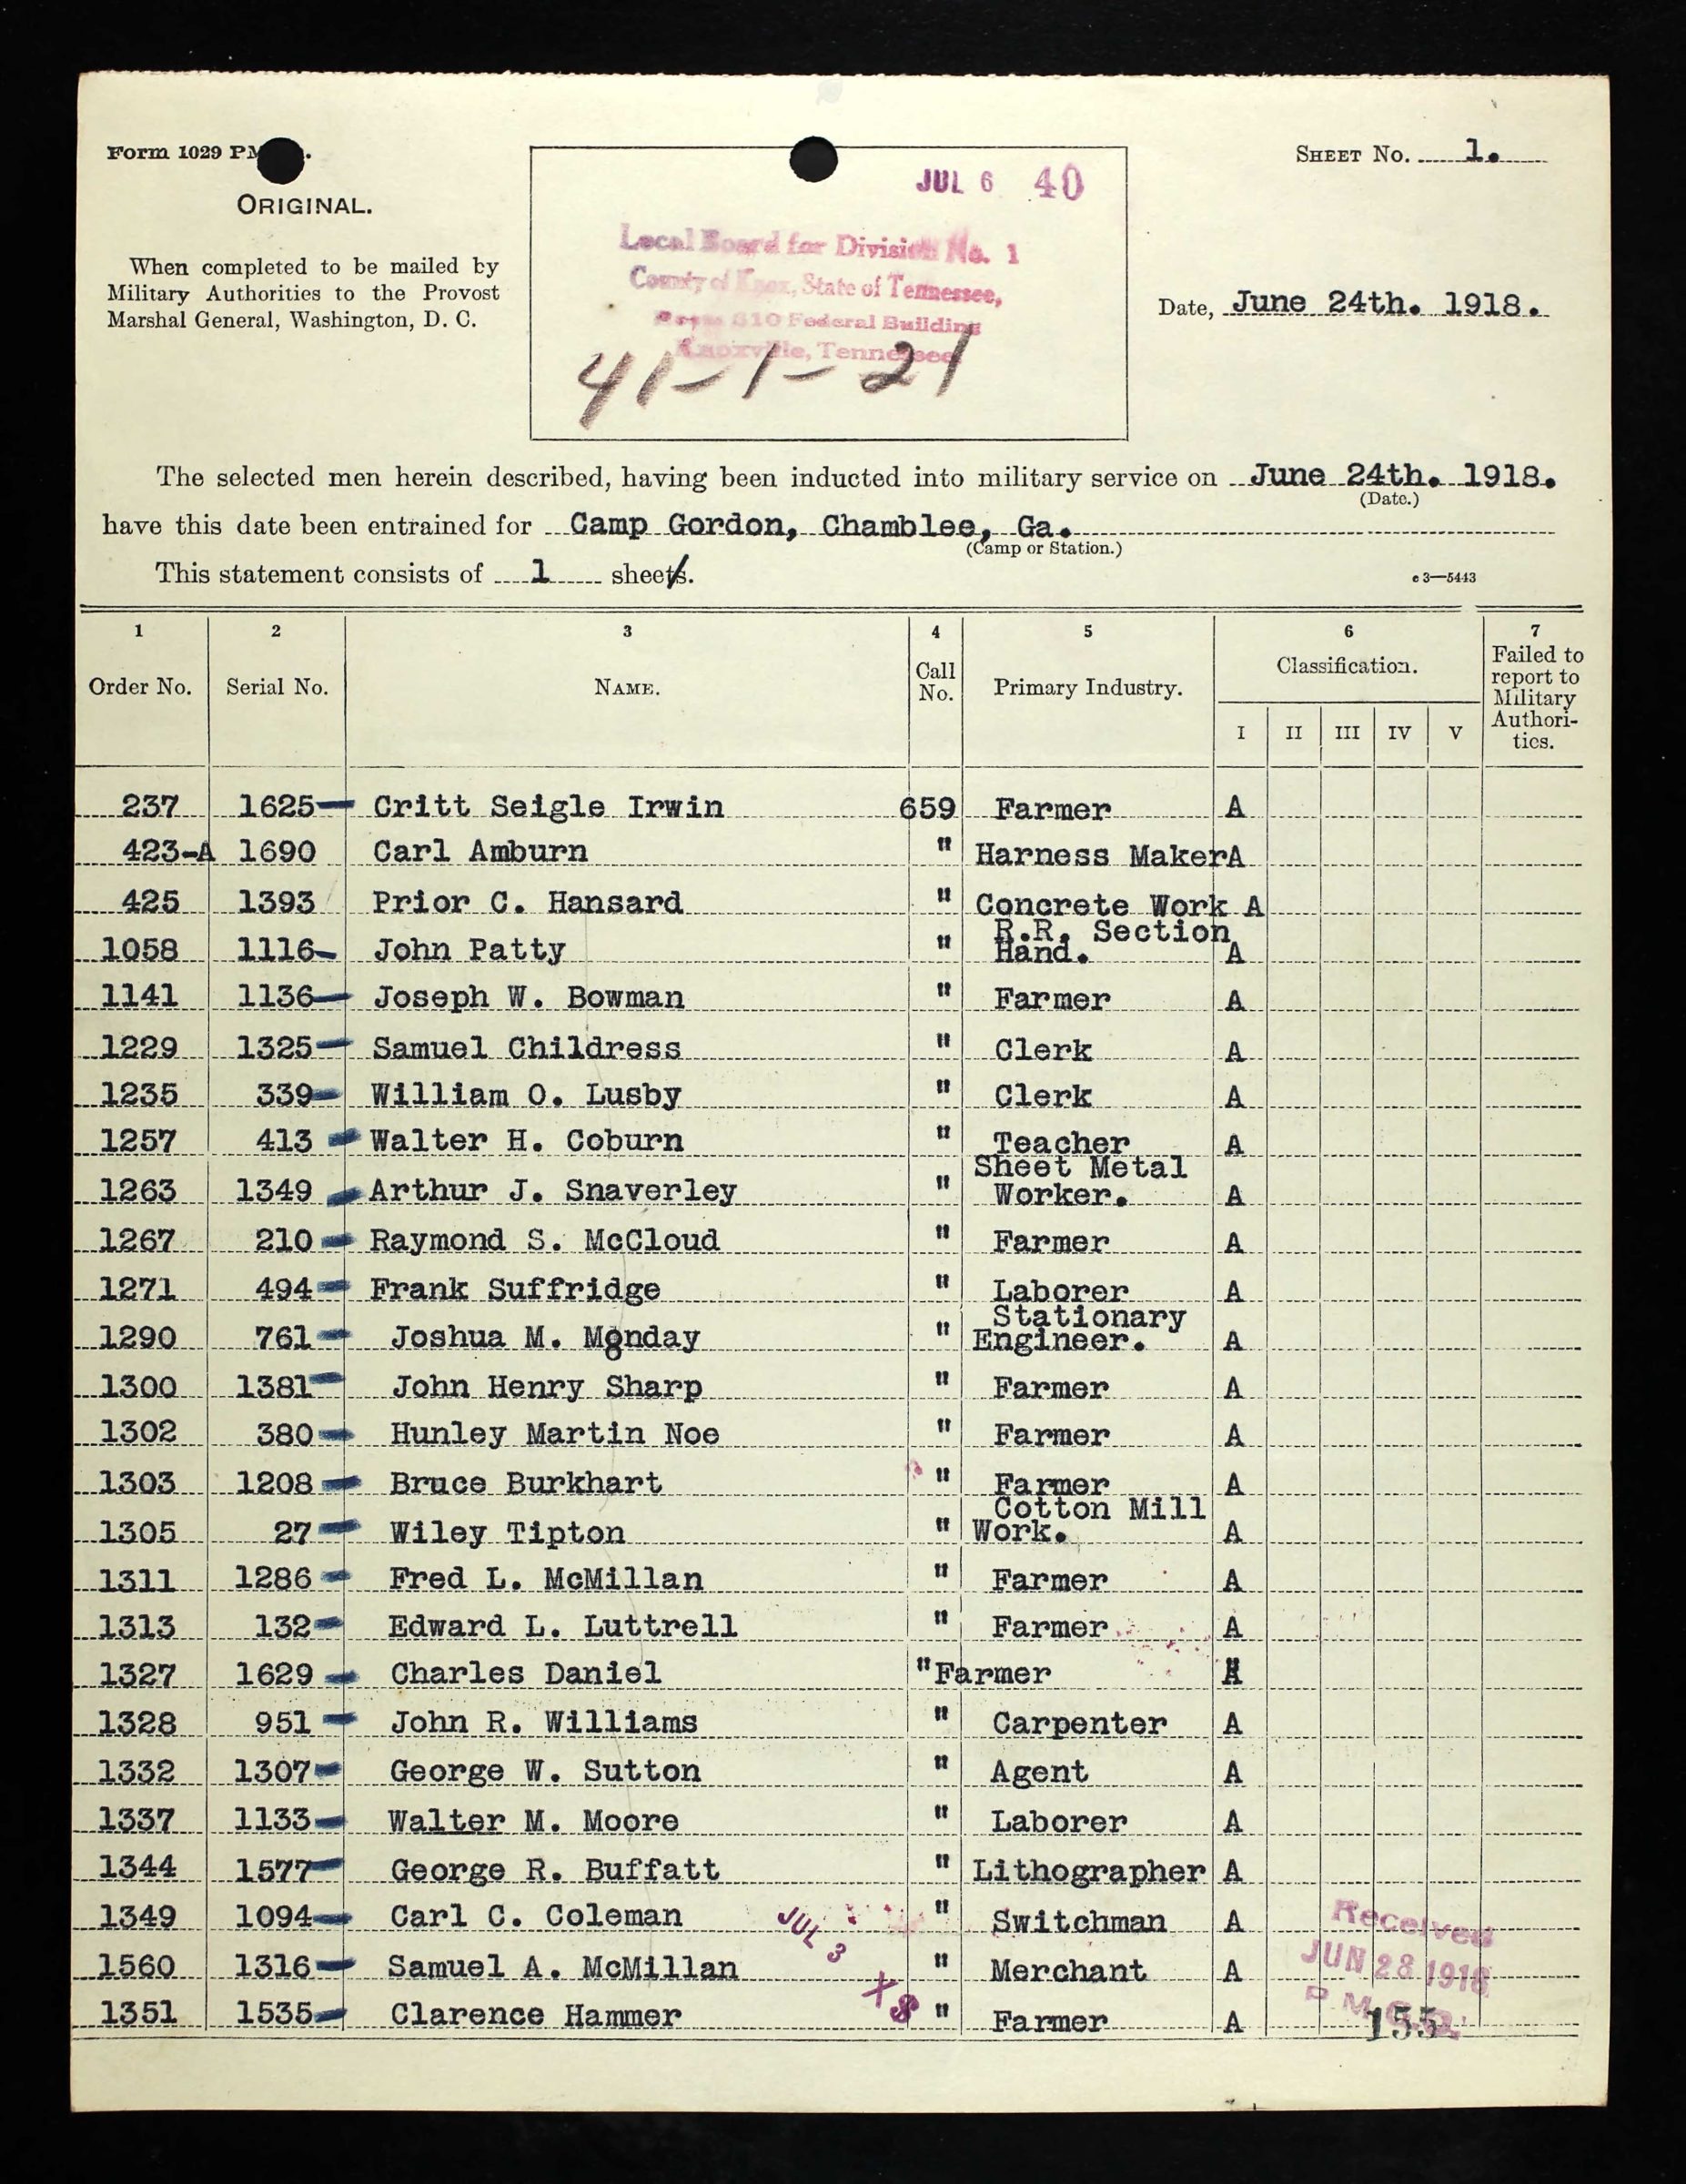 Form 1029 PM
ORIGINAL.
When completed to be mailed by
Military Authorities to the Provost
Marshal General, Washington, D. C.
JUL 6 40
Local Board for Division No. 1
County of Knox, State of Tennessee,
Room 310 Federal Building
Knoxville, Tennessee
41-1-21
SHEET No. 1.
Date, June 24th. 1918.
The selected men herein described, having been inducted into military service on June 24th. 1918.
(Date.)
have this date been entrained for Camp Gordon, Chamblee, Ga.
(Camp or Station.)
This statement consists of 1 sheets.
c 3—5443
1 2 3 4 5 6 7
Order No. Serial No. NAME. Call No. Primary Industry. Classification. Failed to report to Military Authorities.
I II III IV V
237 1625 Critt Seigle Irwin 659 Farmer A
423-A 1690 Carl Amburn " Harness Maker A
425 1393 Prior C. Hansard " Concrete Work A
1058 1116 John Patty " R.R. Section Hand. A
1141 1136 Joseph W. Bowman " Farmer A
1229 1325 Samuel Childress " Clerk A
1235 339 William O. Lusby " Clerk A
1257 413 Walter H. Coburn " Teacher A
1263 1349 Arthur J. Snaverley " Sheet Metal Worker. A
1267 210 Raymond S. McCloud " Farmer A
1271 494 Frank Suffridge " Laborer A
1290 761 Joshua M. Monday " Stationary Engineer. A
1300 1381 John Henry Sharp " Farmer A
1302 380 Hunley Martin Noe " Farmer A
1303 1208 Bruce Burkhart " Farmer A
1305 27 Wiley Tipton " Cotton Mill Work. A
1311 1286 Fred L. McMillan " Farmer A
1313 132 Edward L. Luttrell " Farmer A
1327 1629 Charles Daniel " Farmer A
1328 951 John R. Williams " Carpenter A
1332 1307 George W. Sutton " Agent A
1337 1133 Walter M. Moore " Laborer A
1344 1577 George R. Buffatt " Lithographer A
1349 1094 Carl C. Coleman " Switchman A
1560 1316 Samuel A. McMillan " Merchant A
1351 1535 Clarence Hammer " Farmer A
JUL 3
X8
Received
JUN 28 1918
P. M. G. O.
155